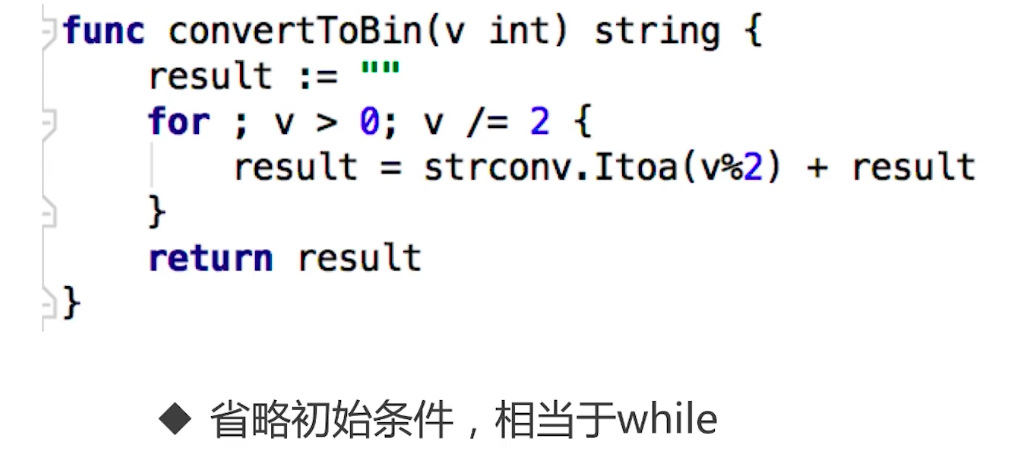 func convertToBin(v int) string {
result := ""
for ; v > 0; v /= 2 {
result = strconv.Itoa(v%2) + result
}
return result
}
◆ 省略初始条件，相当于while